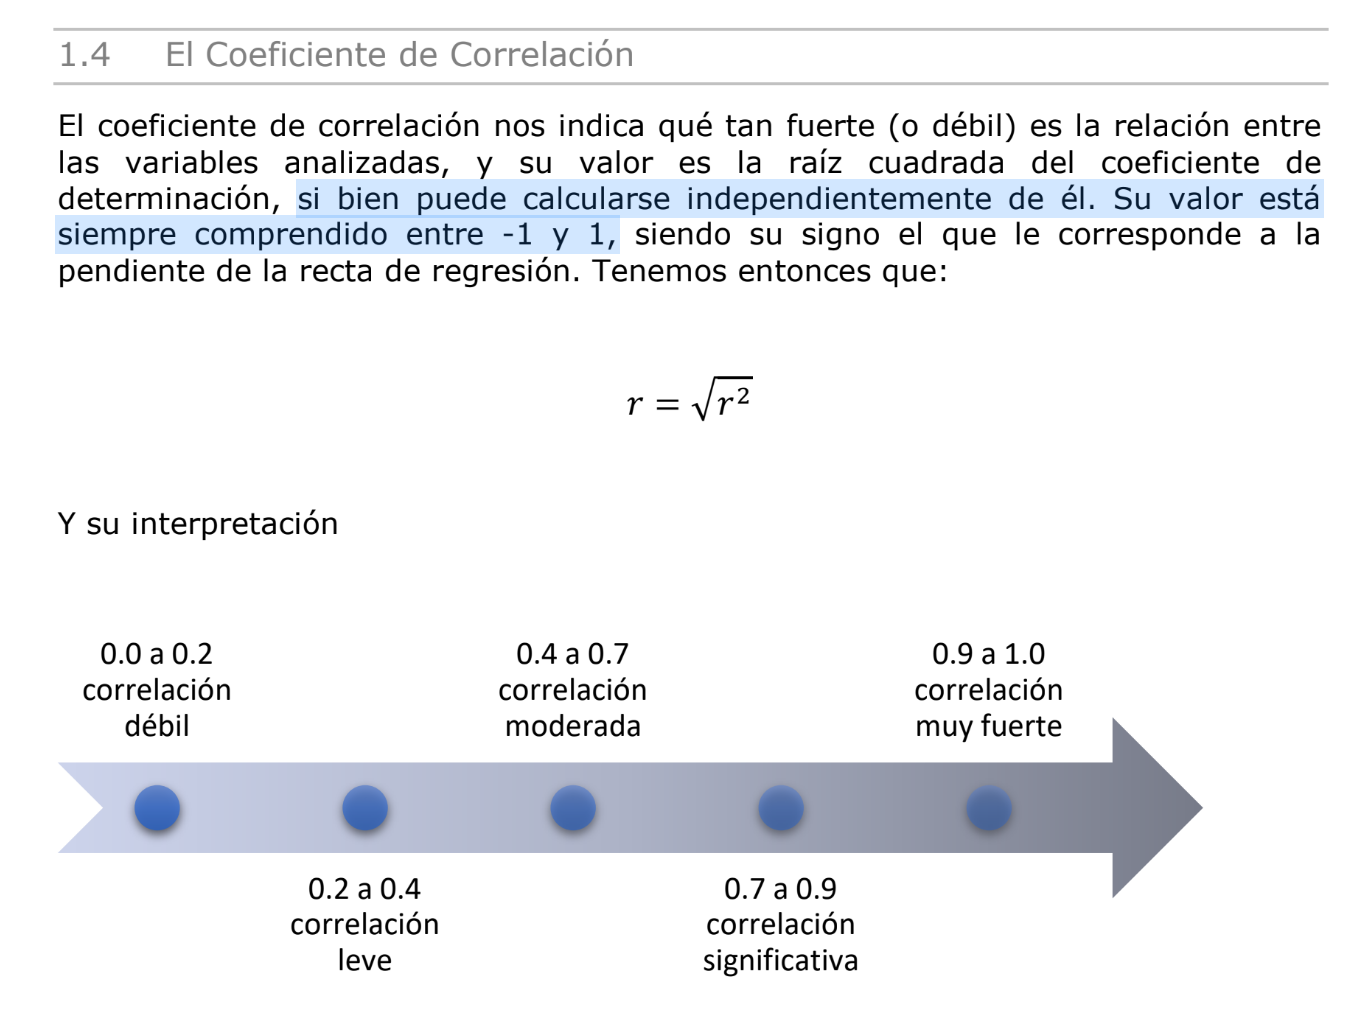 1.4 El Coeficiente de Correlación
El coeficiente de correlación nos indica qué tan fuerte (o débil) es la relación entre
las variables analizadas, y su valor es la raíz cuadrada del coeficiente de
determinación, si bien puede calcularse independientemente de él. Su valor está
siempre comprendido entre -1 y 1, siendo su signo el que le corresponde a la
pendiente de la recta de regresión. Tenemos entonces que:
r = √r²
Y su interpretación
0.0 a 0.2
correlación
débil
0.2 a 0.4
correlación
leve
0.4 a 0.7
correlación
moderada
0.7 a 0.9
correlación
significativa
0.9 a 1.0
correlación
muy fuerte